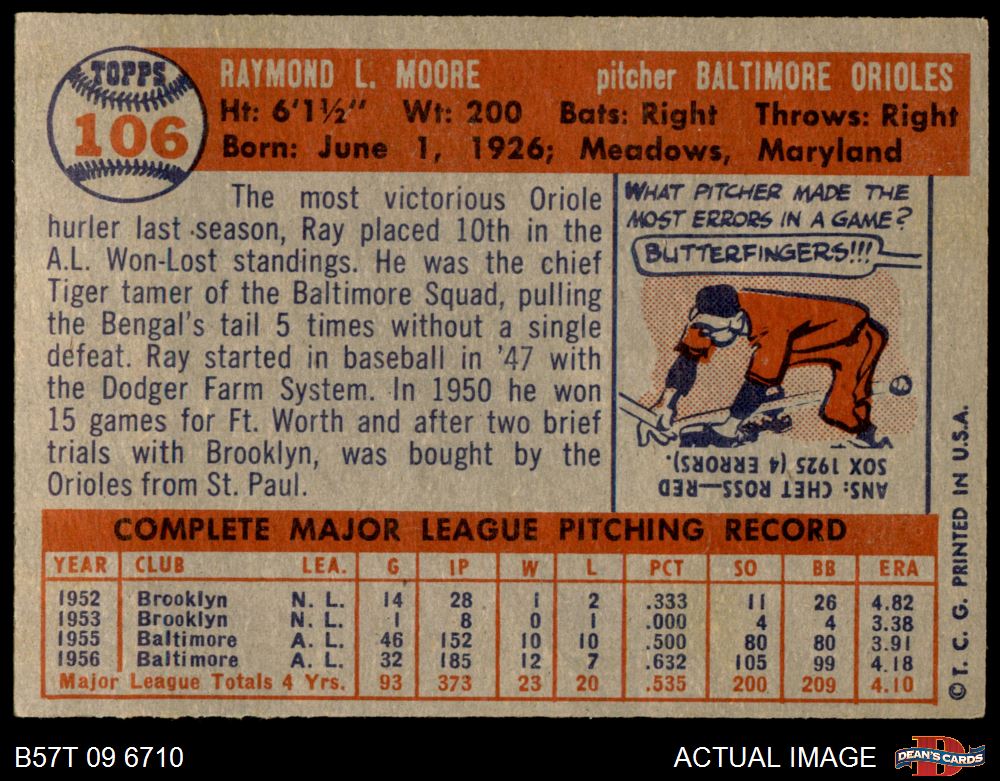 TOPPS
106
RAYMOND L. MOORE pitcher BALTIMORE ORIOLES
Ht: 6'1½" Wt: 200 Bats: Right Throws: Right
Born: June 1, 1926; Meadows, Maryland
The most victorious Oriole
hurler last season, Ray placed 10th in the
A.L. Won-Lost standings. He was the chief
Tiger tamer of the Baltimore Squad, pulling
the Bengal's tail 5 times without a single
defeat. Ray started in baseball in '47 with
the Dodger Farm System. In 1950 he won
15 games for Ft. Worth and after two brief
trials with Brooklyn, was bought by the
Orioles from St. Paul.
WHAT PITCHER MADE THE
MOST ERRORS IN A GAME?
BUTTERFINGERS!!!
ANS: CHET ROSS—RED
SOX 1925 (4 ERRORS).
COMPLETE MAJOR LEAGUE PITCHING RECORD
YEAR CLUB LEA. G IP W L PCT SO BB ERA
1952 Brooklyn N. L. 14 28 1 2 .333 11 26 4.82
1953 Brooklyn N. L. 1 8 0 1 .000 4 4 3.38
1955 Baltimore A. L. 46 152 10 10 .500 80 80 3.91
1956 Baltimore A. L. 32 185 12 7 .632 105 99 4.18
Major League Totals 4 Yrs. 93 373 23 20 .535 200 209 4.10
© T. C. G. PRINTED IN U.S.A.
B57T 09 6710
ACTUAL IMAGE
DEAN'S CARDS